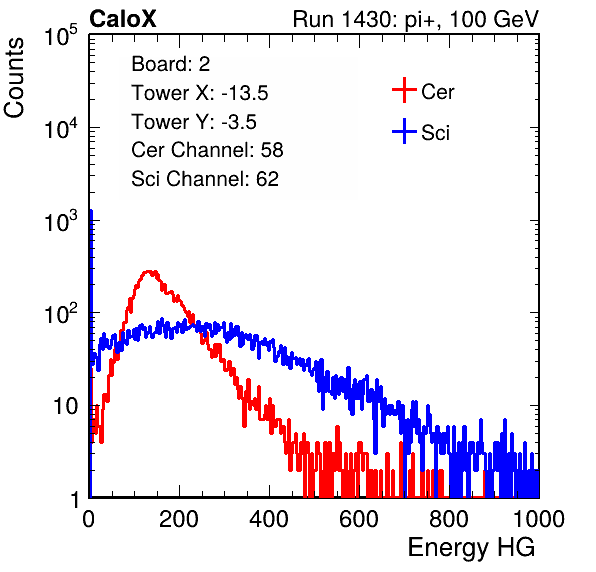 CaloX Run 1430: pi+, 100 GeV
Counts
Board: 2
Tower X: -13.5
Tower Y: -3.5
Cer Channel: 58
Sci Channel: 62
Cer
Sci
10^5
10^4
10^3
10^2
10
1
0 200 400 600 800 1000
Energy HG